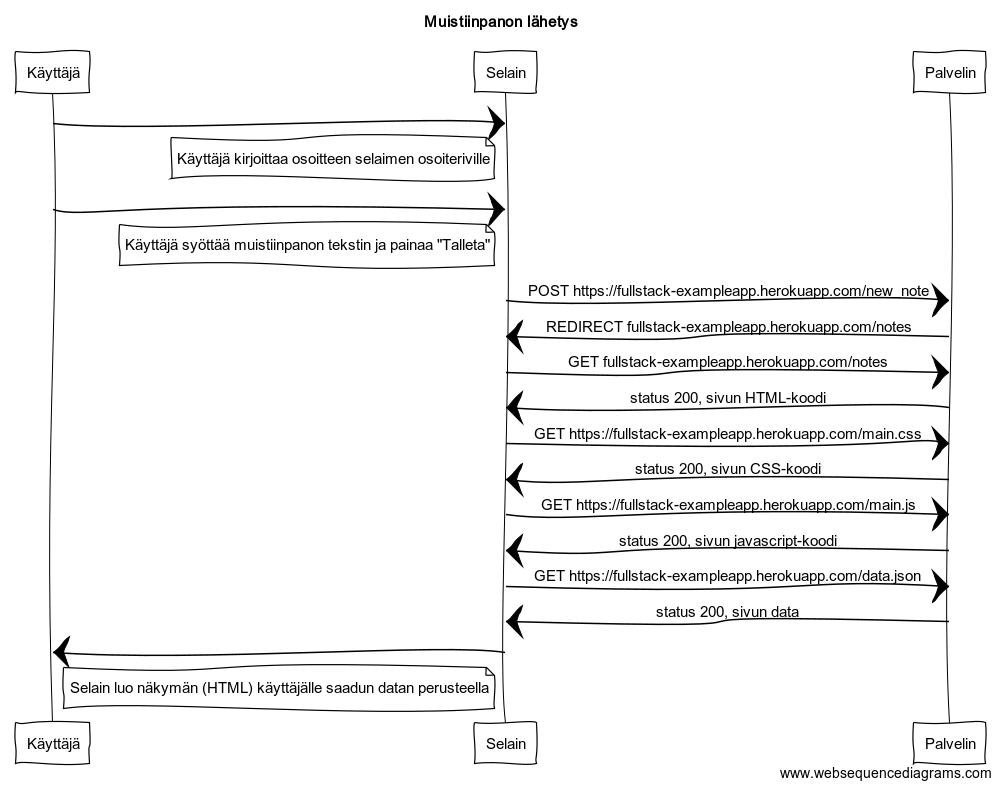 Muistiinpanon lähetys
Käyttäjä
Selain
Palvelin
Käyttäjä kirjoittaa osoitteen selaimen osoiteriville
Käyttäjä syöttää muistiinpanon tekstin ja painaa "Talleta"
POST https://fullstack-exampleapp.herokuapp.com/new_note
REDIRECT fullstack-exampleapp.herokuapp.com/notes
GET fullstack-exampleapp.herokuapp.com/notes
status 200, sivun HTML-koodi
GET https://fullstack-exampleapp.herokuapp.com/main.css
status 200, sivun CSS-koodi
GET https://fullstack-exampleapp.herokuapp.com/main.js
status 200, sivun javascript-koodi
GET https://fullstack-exampleapp.herokuapp.com/data.json
status 200, sivun data
Selain luo näkymän (HTML) käyttäjälle saadun datan perusteella
Käyttäjä
Selain
Palvelin
www.websequencediagrams.com